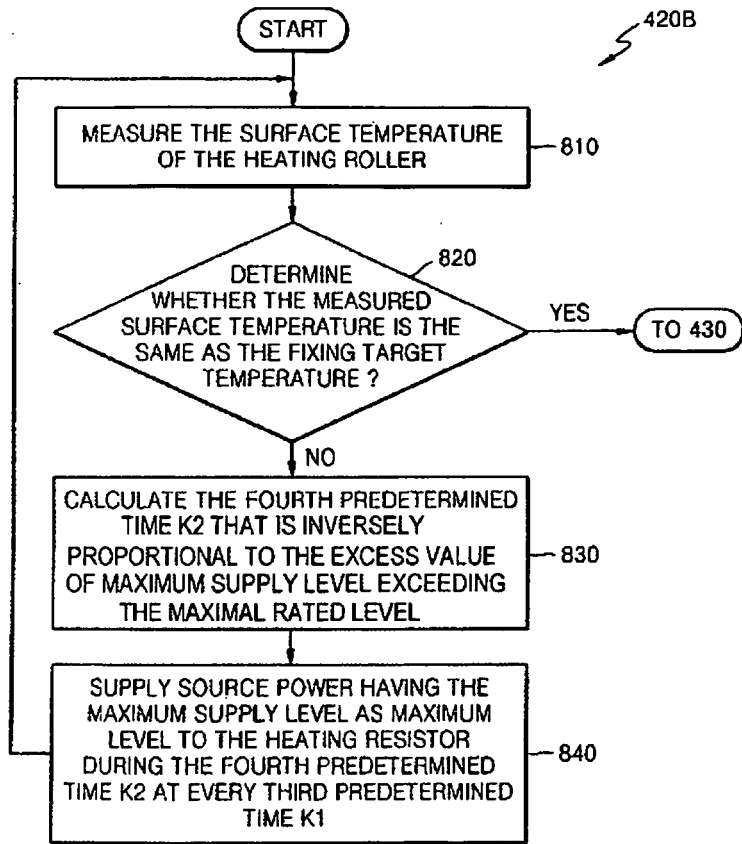 START
420B
MEASURE THE SURFACE TEMPERATURE
OF THE HEATING ROLLER
810
820
DETERMINE
WHETHER THE MEASURED
SURFACE TEMPERATURE IS THE
SAME AS THE FIXING TARGET
TEMPERATURE ?
YES
TO 430
NO
CALCULATE THE FOURTH PREDETERMINED
TIME K2 THAT IS INVERSELY
PROPORTIONAL TO THE EXCESS VALUE
OF MAXIMUM SUPPLY LEVEL EXCEEDING
THE MAXIMAL RATED LEVEL
830
SUPPLY SOURCE POWER HAVING THE
MAXIMUM SUPPLY LEVEL AS MAXIMUM
LEVEL TO THE HEATING RESISTOR
DURING THE FOURTH PREDETERMINED
TIME K2 AT EVERY THIRD PREDETERMINED
TIME K1
840